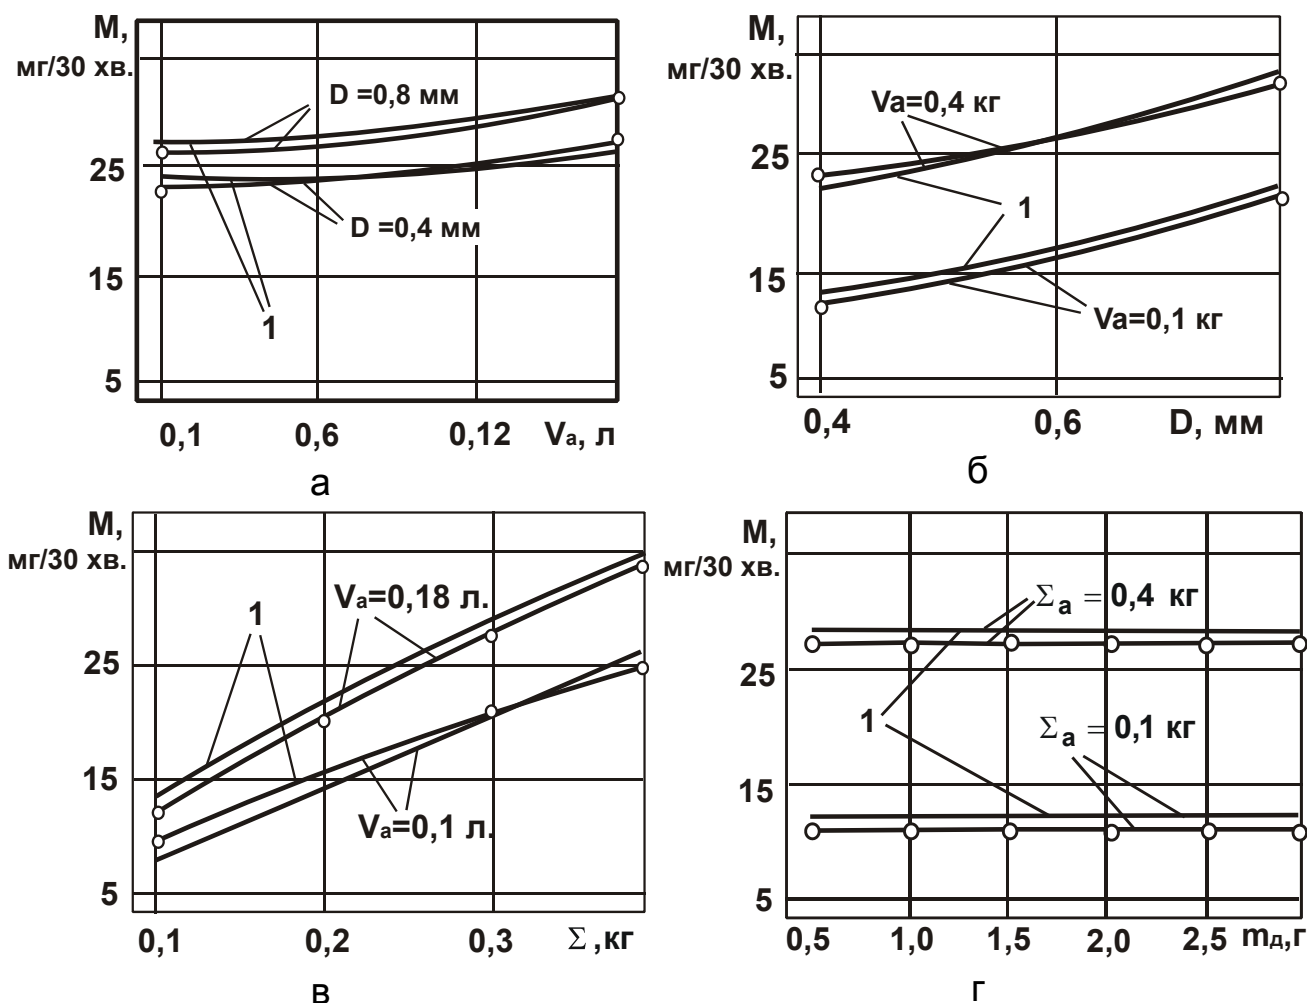 М,
мг/30 хв.
D =0,8 мм
25
D =0,4 мм
15
1
5
0,1 0,6 0,12 Vа, л
а
М,
мг/30 хв.
Va=0,4 кг
25
1
15
Va=0,1 кг
5
0,4 0,6 D, мм
б
М,
мг/30 хв.
1
Vа=0,18 л.
25
15
Vа=0,1 л.
5
0,1 0,2 0,3 Σ ,кг
в
М,
мг/30 хв.
Σа = 0,4 кг
25
1
Σа = 0,1 кг
15
5
0,5 1,0 1,5 2,0 2,5 mд,г
г